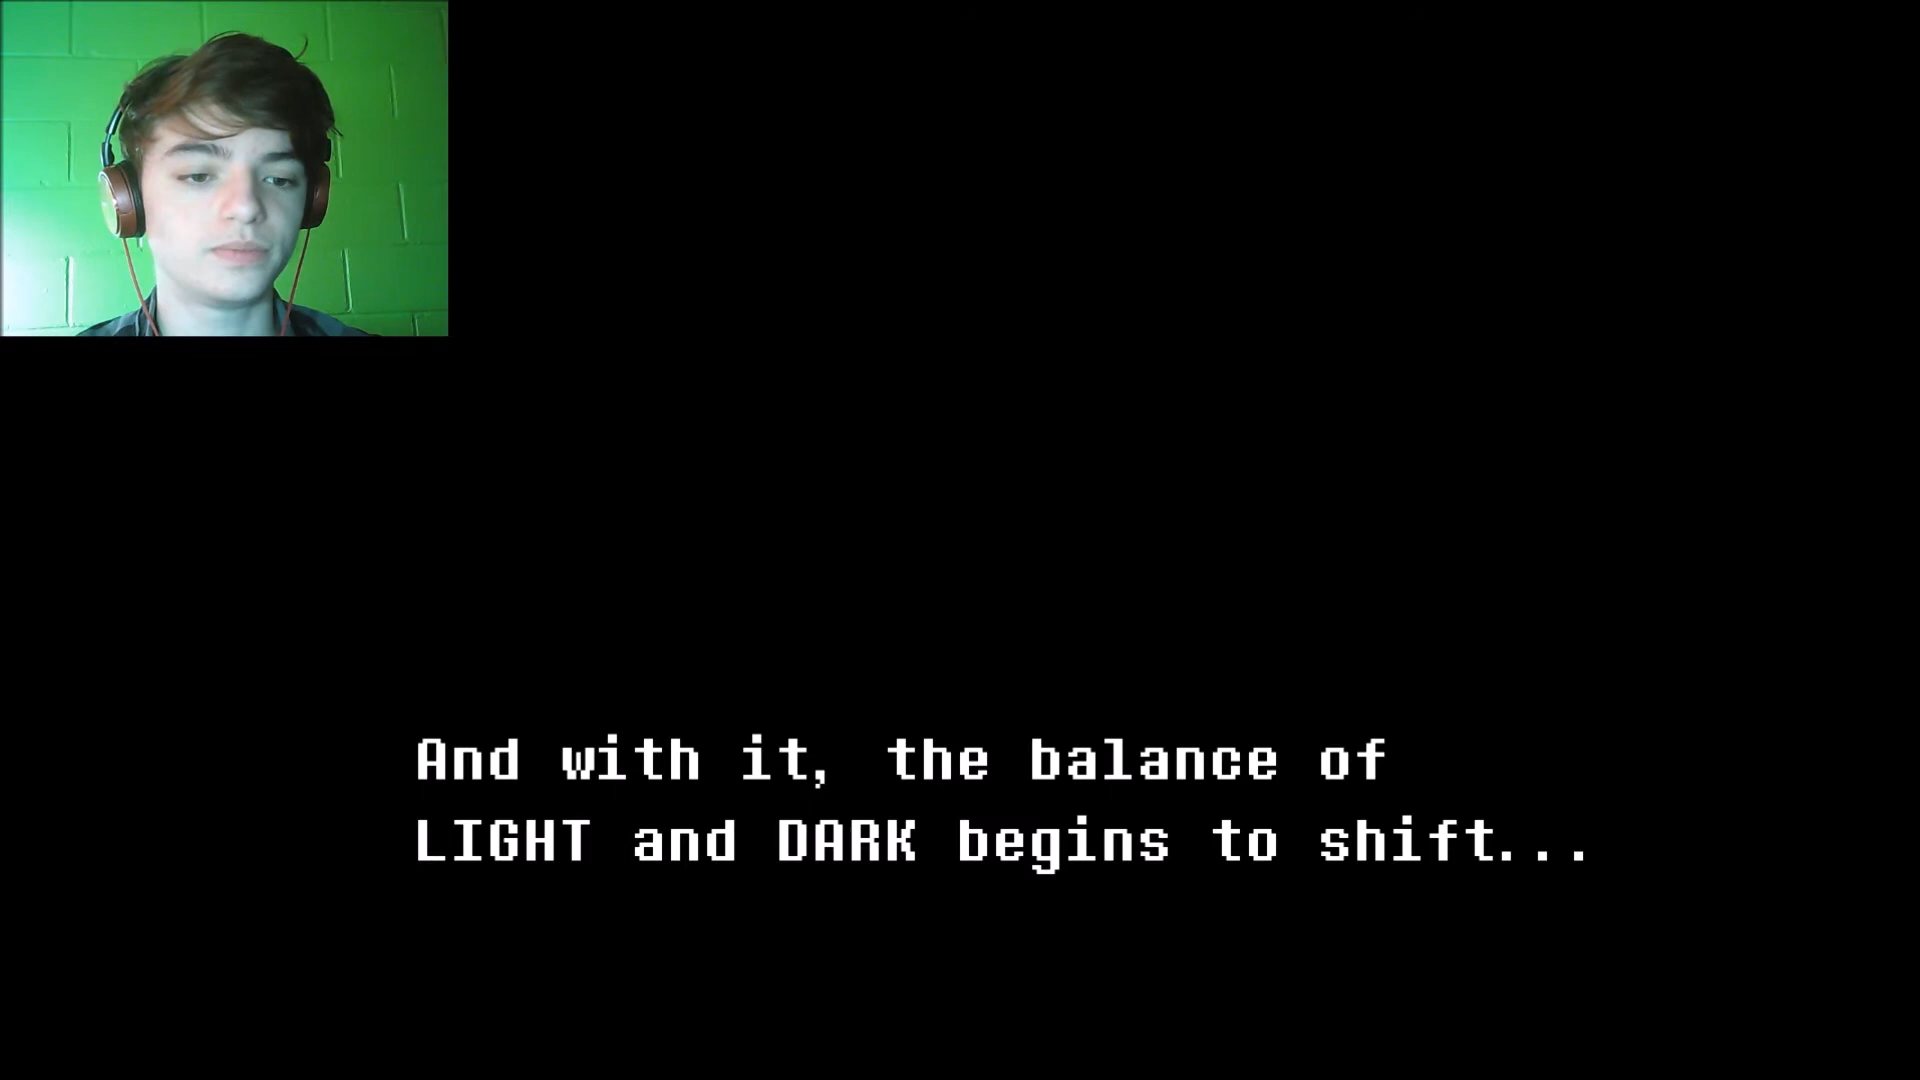 And with it, the balance of
LIGHT and DARK begins to shift...